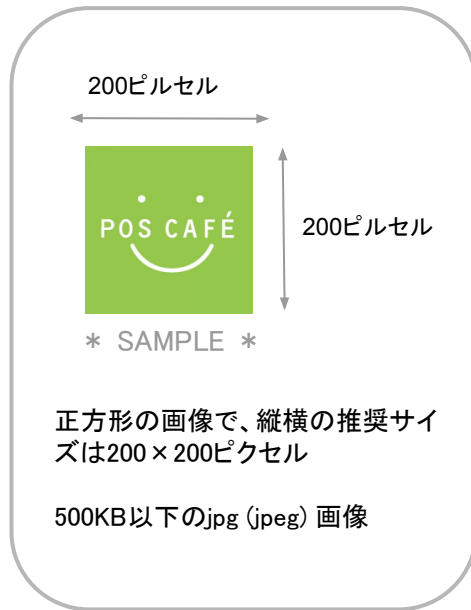 200ピルセル
POS CAFÉ
200ピルセル
* SAMPLE *
正方形の画像で、縦横の推奨サイ
ズは200×200ピクセル
500KB以下のjpg (jpeg) 画像